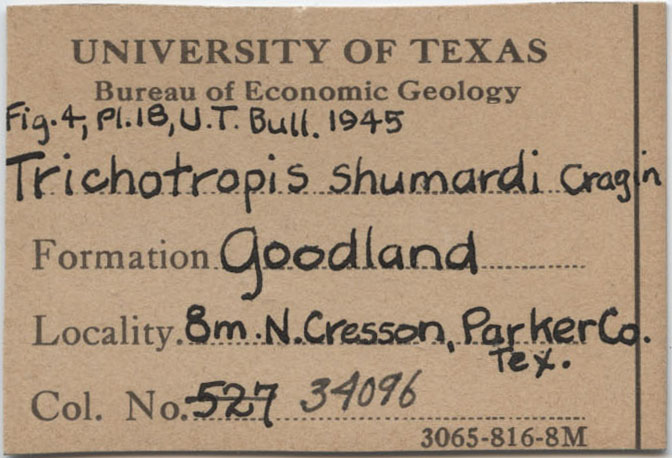 UNIVERSITY OF TEXAS
Bureau of Economic Geology
Fig.4, Pl.18, U.T. Bull. 1945
Trichotropis shumardi Cragin
Formation Goodland
Locality. 8m. N. Cresson, Parker Co.
Tex.
Col. No. 527 34096
3065-816-8M